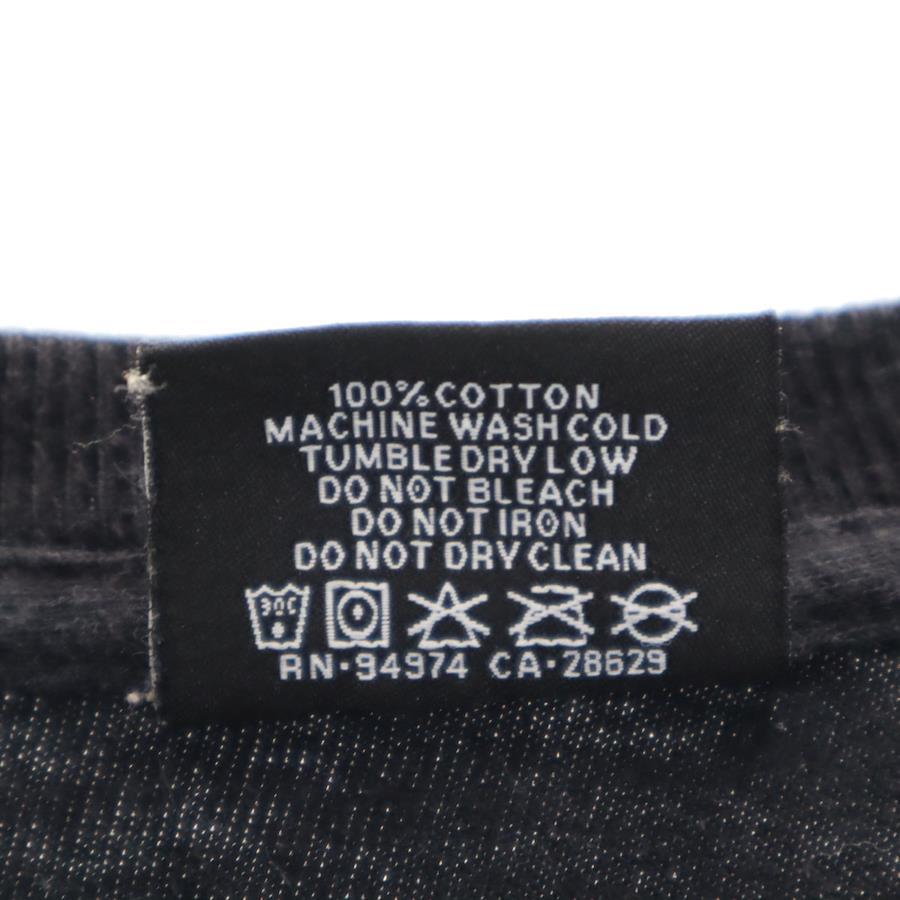 100% COTTON
MACHINE WASH COLD
TUMBLE DRY LOW
DO NOT BLEACH
DO NOT IRON
DO NOT DRY CLEAN
30C
RN·94974 CA·28629